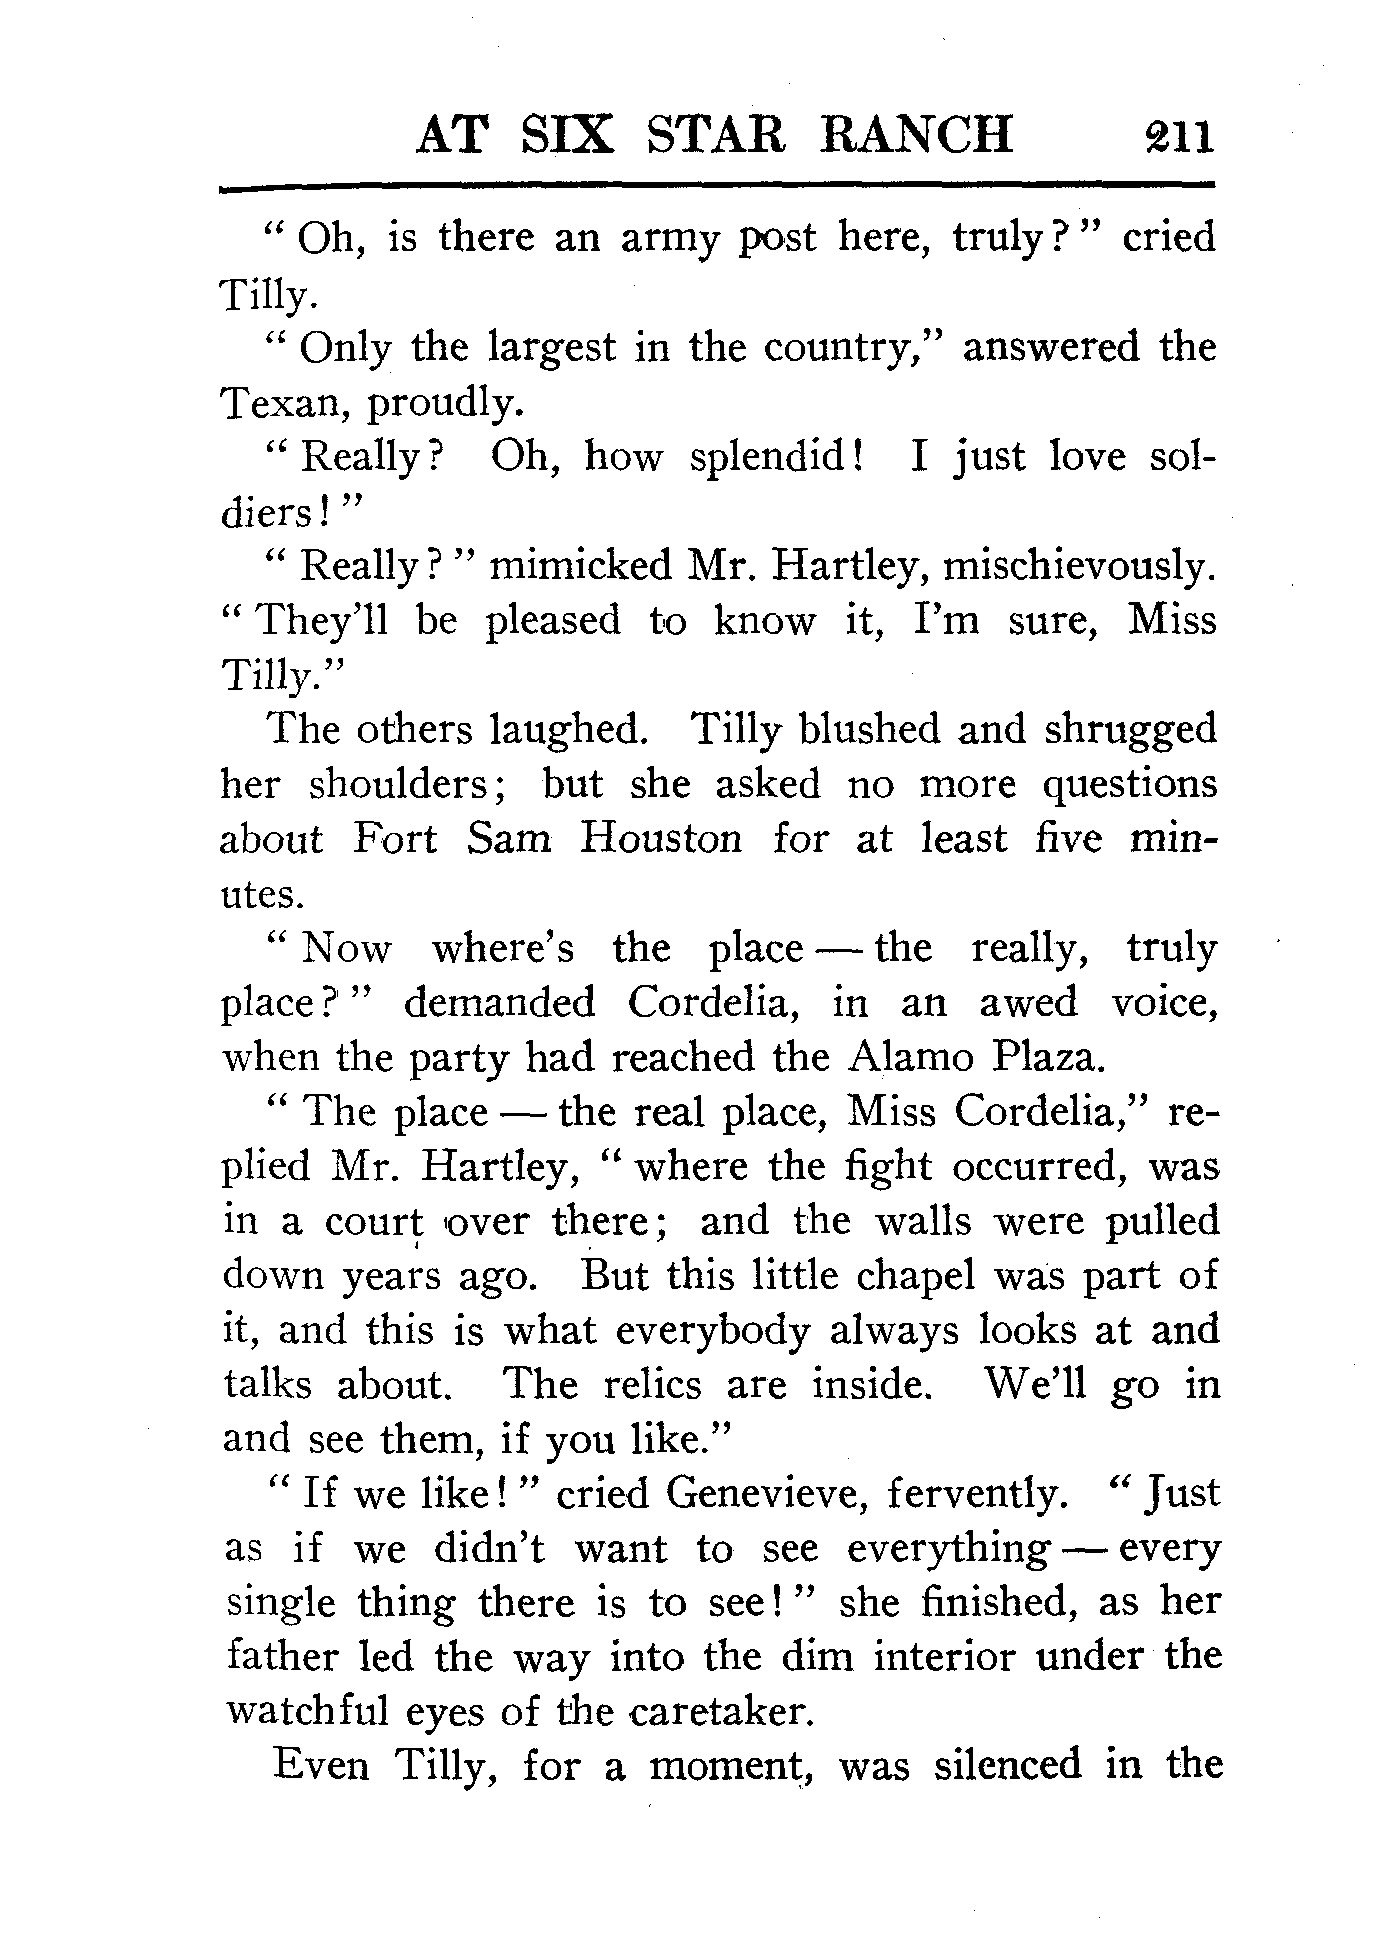 AT SIX STAR RANCH 211
" Oh, is there an army post here, truly? " cried
Tilly.
" Only the largest in the country," answered the
Texan, proudly.
" Really? Oh, how splendid! I just love sol-
diers! "
" Really? " mimicked Mr. Hartley, mischievously.
" They'll be pleased to know it, I'm sure, Miss
Tilly."
The others laughed. Tilly blushed and shrugged
her shoulders; but she asked no more questions
about Fort Sam Houston for at least five min-
utes.
" Now where's the place — the really, truly
place? " demanded Cordelia, in an awed voice,
when the party had reached the Alamo Plaza.
" The place — the real place, Miss Cordelia," re-
plied Mr. Hartley, " where the fight occurred, was
in a court over there; and the walls were pulled
down years ago. But this little chapel was part of
it, and this is what everybody always looks at and
talks about. The relics are inside. We'll go in
and see them, if you like."
" If we like! " cried Genevieve, fervently. " Just
as if we didn't want to see everything — every
single thing there is to see! " she finished, as her
father led the way into the dim interior under the
watchful eyes of the caretaker.
Even Tilly, for a moment, was silenced in the